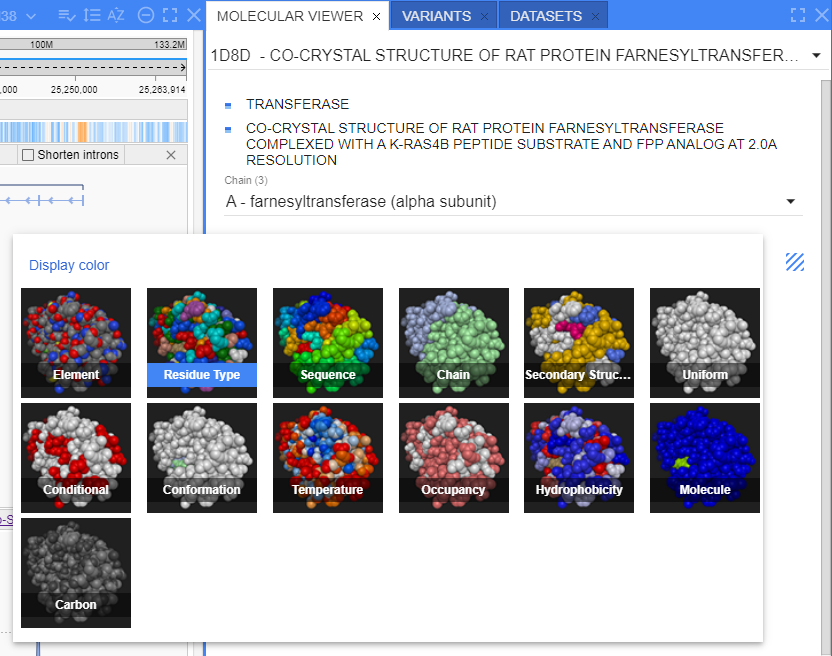 38
MOLECULAR VIEWER
VARIANTS
DATASETS
100M
133.2M
,000
25,250,000
25,263,914
Shorten introns
1D8D - CO-CRYSTAL STRUCTURE OF RAT PROTEIN FARNESYLTRANSFER...
TRANSFERASE
CO-CRYSTAL STRUCTURE OF RAT PROTEIN FARNESYLTRANSFERASE
COMPLEXED WITH A K-RAS4B PEPTIDE SUBSTRATE AND FPP ANALOG AT 2.0A
RESOLUTION
Chain (3)
A - farnesyltransferase (alpha subunit)
Display color
Element
Residue Type
Sequence
Chain
Secondary Struc...
Uniform
Conditional
Conformation
Temperature
Occupancy
Hydrophobicity
Molecule
Carbon